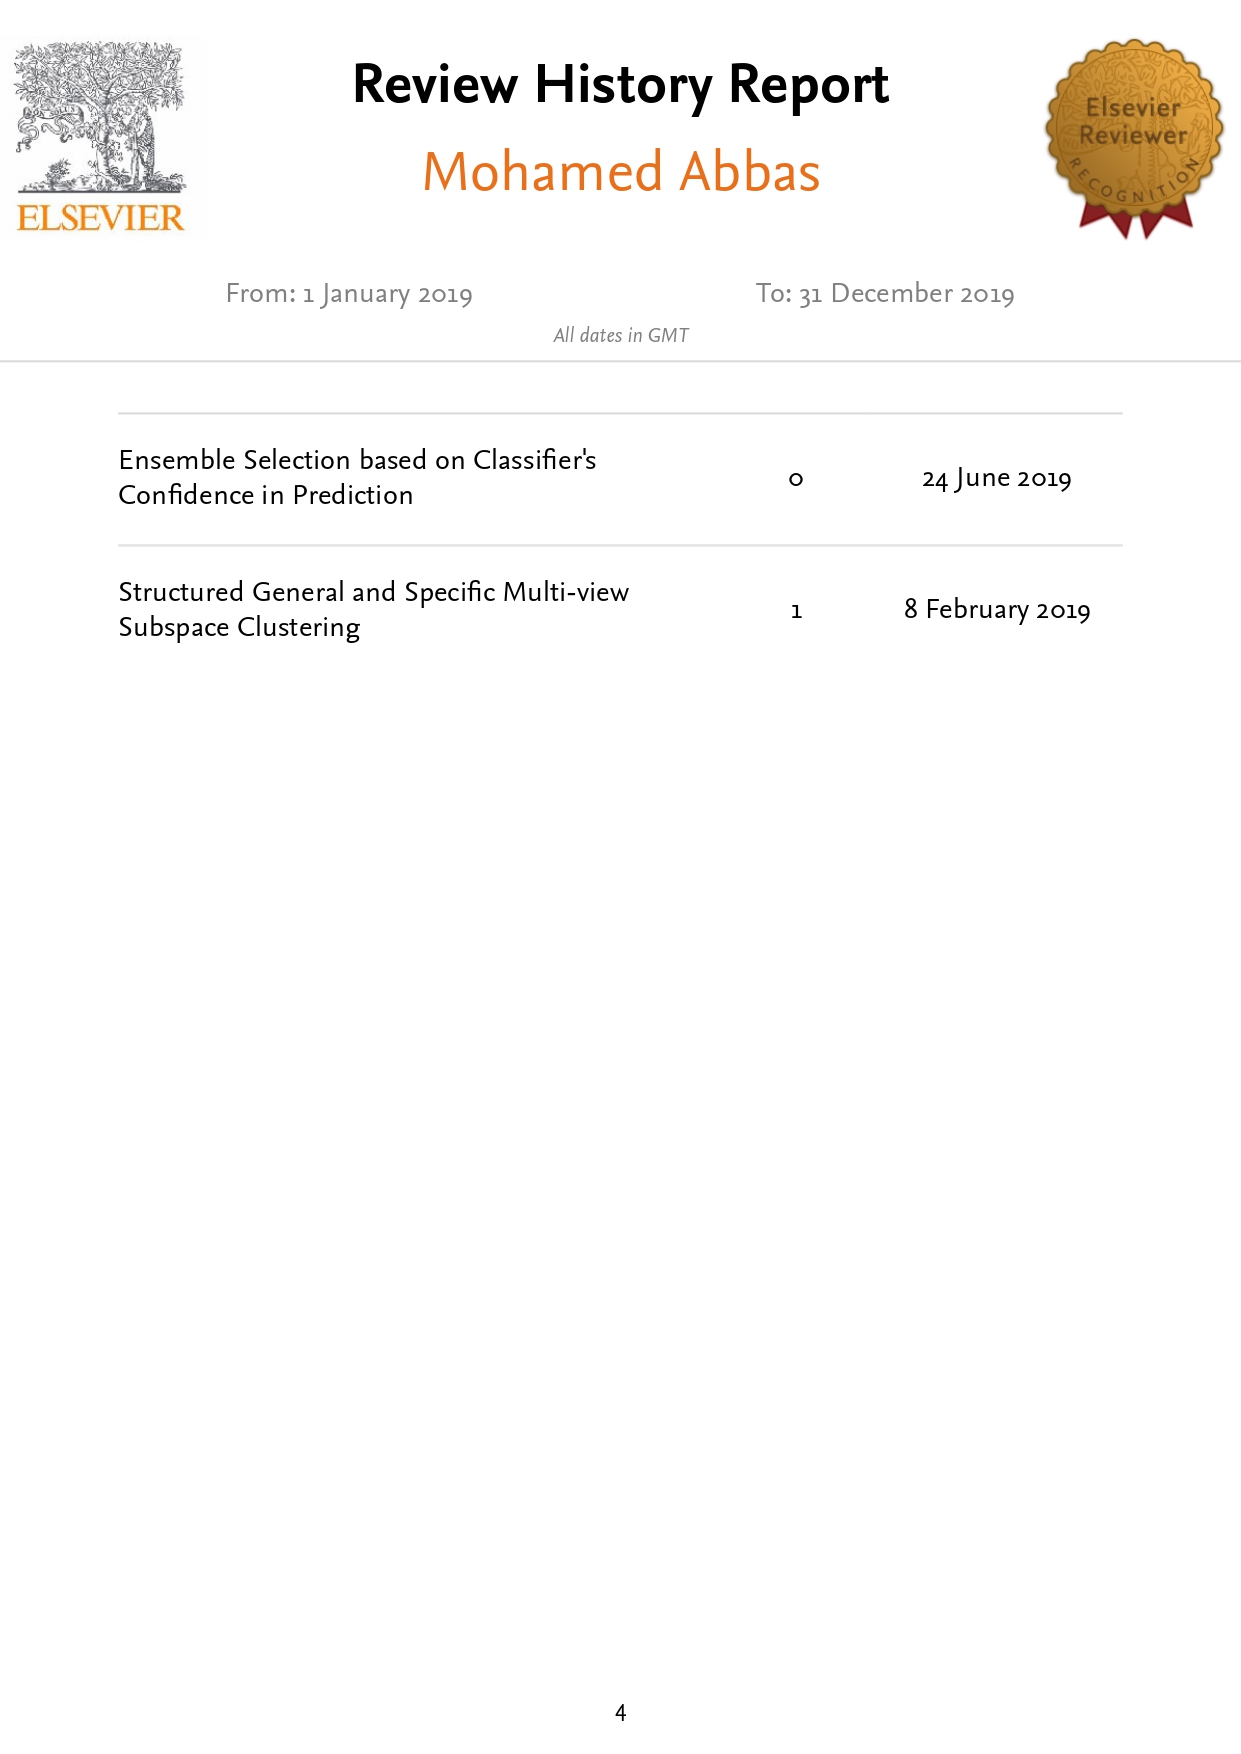 Review History Report
Mohamed Abbas
ELSEVIER
Elsevier
Reviewer
RECOGNITION
From: 1 January 2019 To: 31 December 2019
All dates in GMT
Ensemble Selection based on Classifier's
Confidence in Prediction
0 24 June 2019
Structured General and Specific Multi-view
Subspace Clustering
1 8 February 2019
4